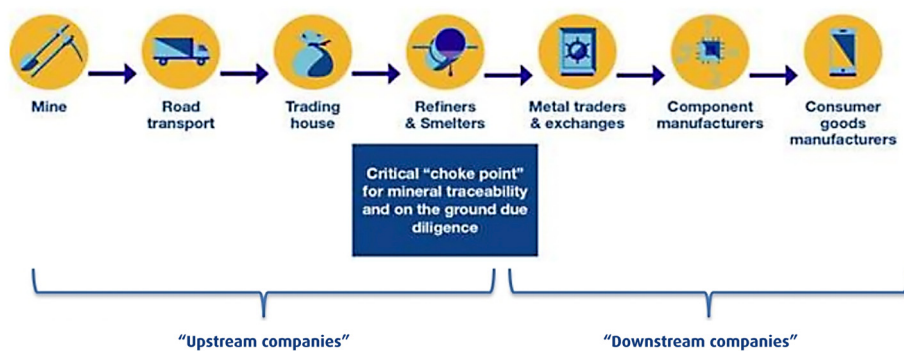 Mine
Road
transport
Trading
house
Refiners
& Smelters
Metal traders
& exchanges
Component
manufacturers
Consumer
goods
manufacturers
Critical “choke point”
for mineral traceability
and on the ground due
diligence
“Upstream companies”
“Downstream companies”